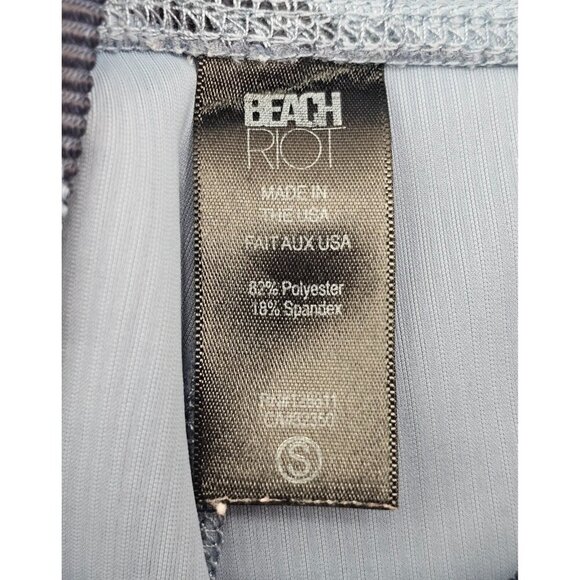 BEACH
RIOT
MADE IN
THE USA
FAIT AUX USA
82% Polyester
18% Spandex
S